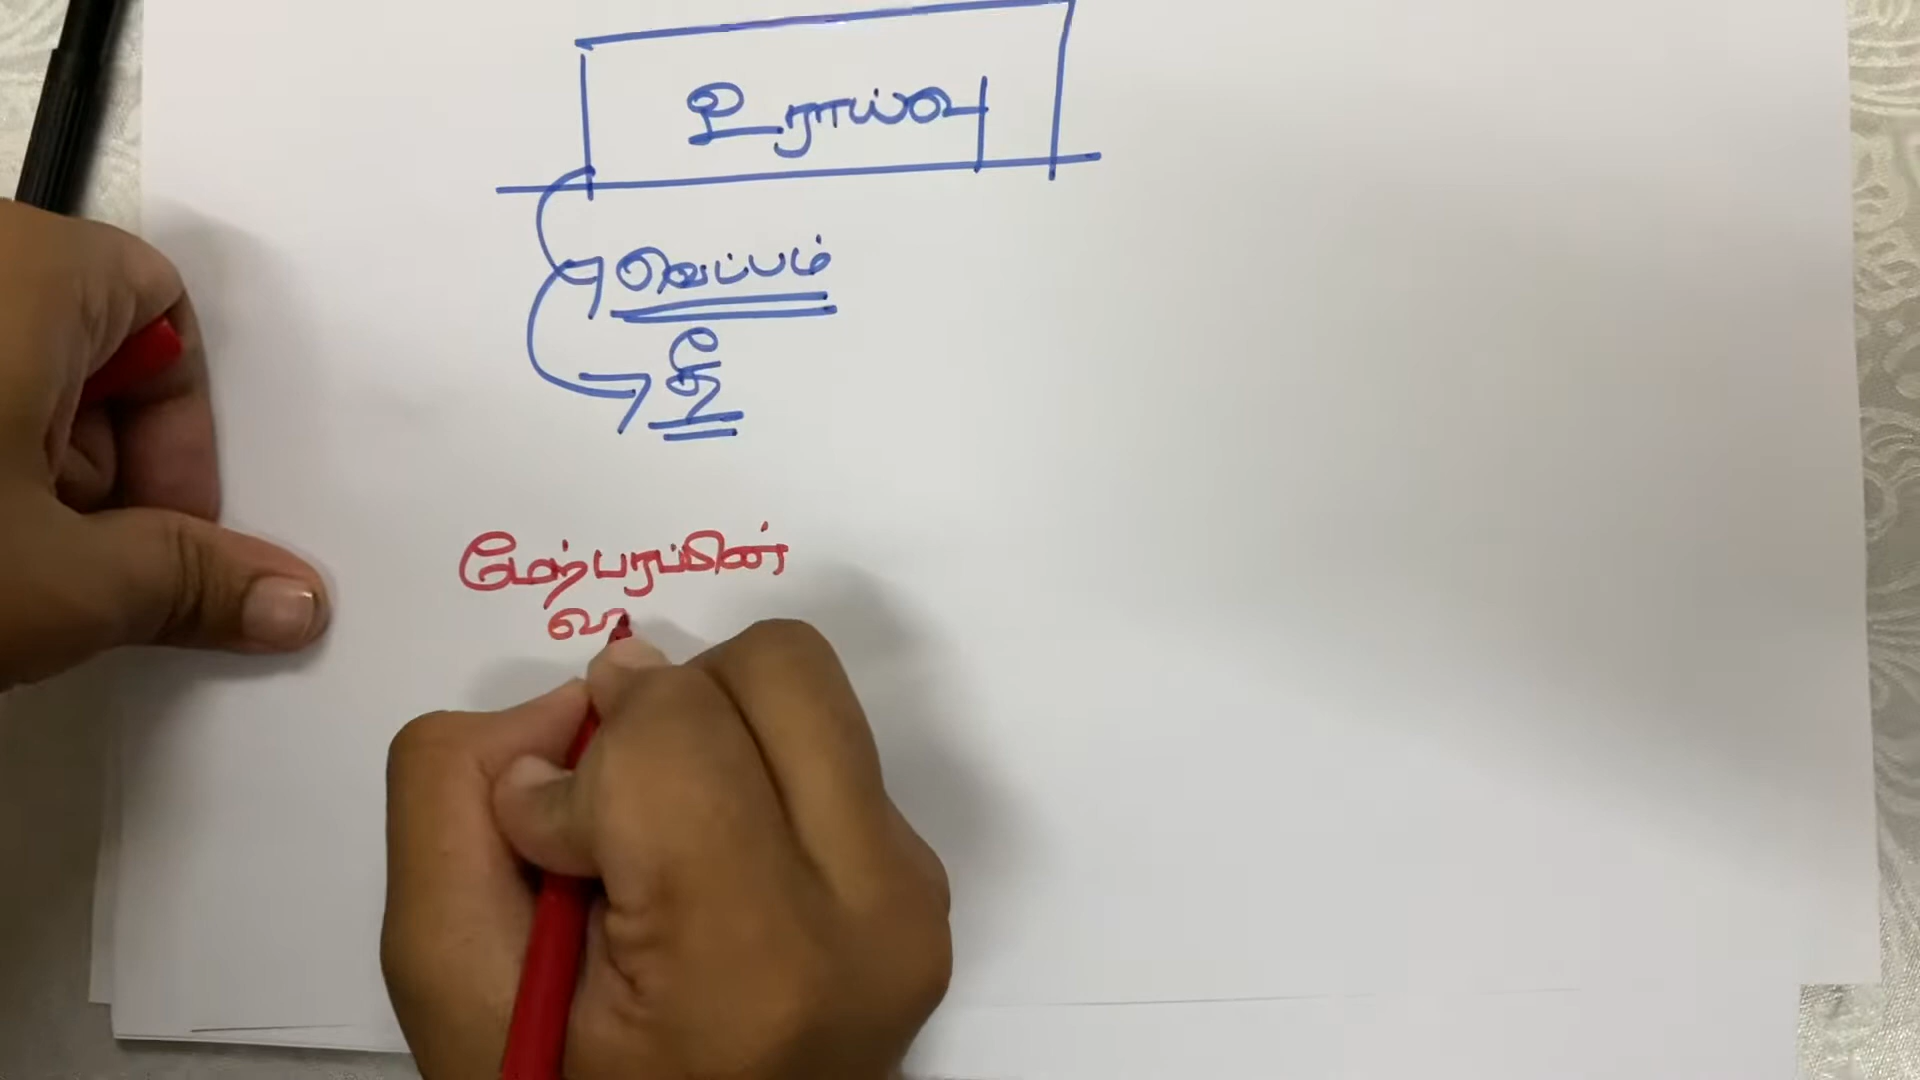 உராய்வு
வெப்பம்
தீ
மேற்பரப்பின்
வ